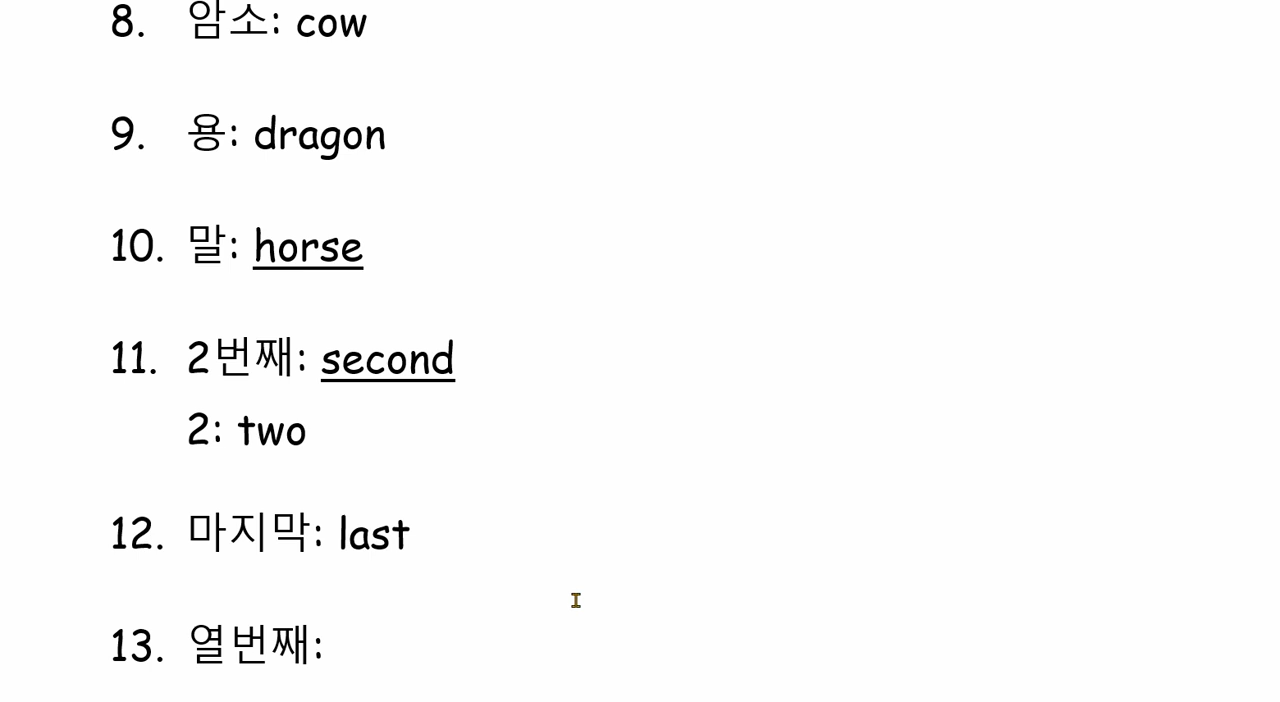 8. 암소: cow
9. 용: dragon
10. 말: horse
11. 2번째: second
2: two
12. 마지막: last
13. 열번째: